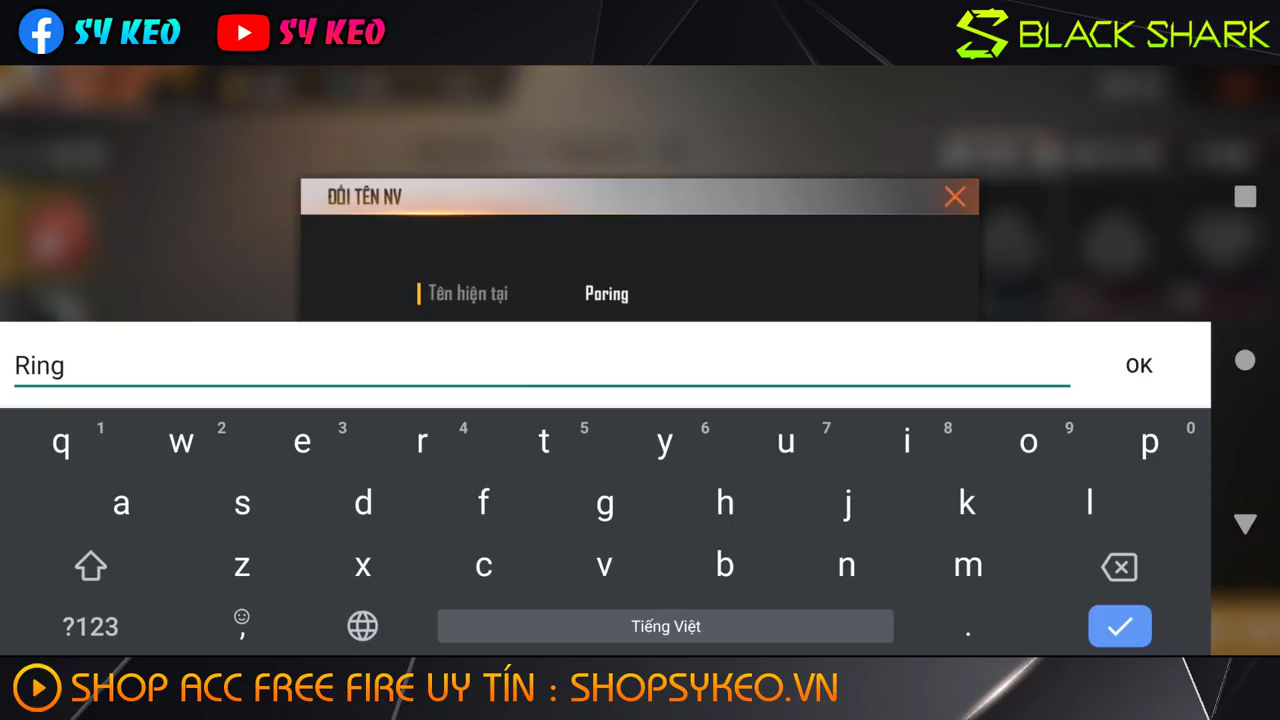 SY KEO
SY KEO
BLACK SHARK
ĐỔI TÊN NV
Tên hiện tại
Poring
Ring
OK
q 1 w 2 e 3 r 4 t 5 y 6 u 7 i 8 o 9 p 0
a s d f g h j k l
z x c v b n m
?123 , Tiếng Việt .
SHOP ACC FREE FIRE UY TÍN : SHOPSYKEO.VN